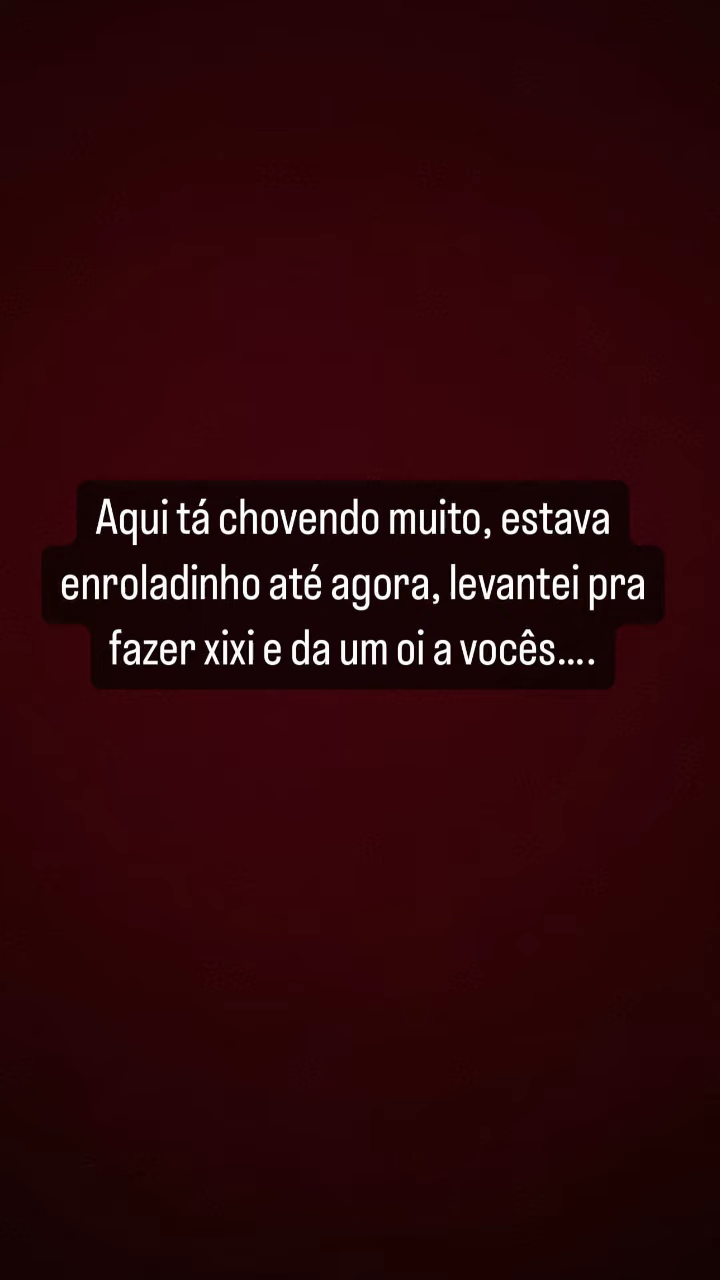 Aqui tá chovendo muito, estava
enroladinho até agora, levantei pra
fazer xixi e da um oi a vocês....